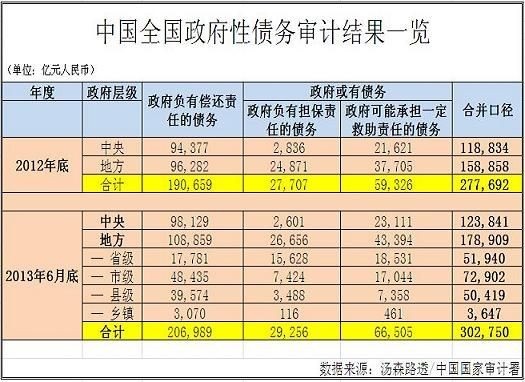 中国全国政府性债务审计结果一览
(单位: 亿元人民币)
年度 政府层级 政府负有偿还责任的债务 政府或有债务 合并口径
政府负有担保责任的债务 政府可能承担一定救助责任的债务
2012年底 中央 94,377 2,836 21,621 118,834
地方 96,282 24,871 37,705 158,858
合计 190,659 27,707 59,326 277,692
2013年6月底 中央 98,129 2,601 23,111 123,841
地方 108,859 26,656 43,394 178,909
— 省级 17,781 15,628 18,531 51,940
— 市级 48,435 7,424 17,044 72,902
— 县级 39,574 3,488 7,358 50,419
— 乡镇 3,070 116 461 3,647
合计 206,989 29,256 66,505 302,750
数据来源: 汤森路透/中国国家审计署